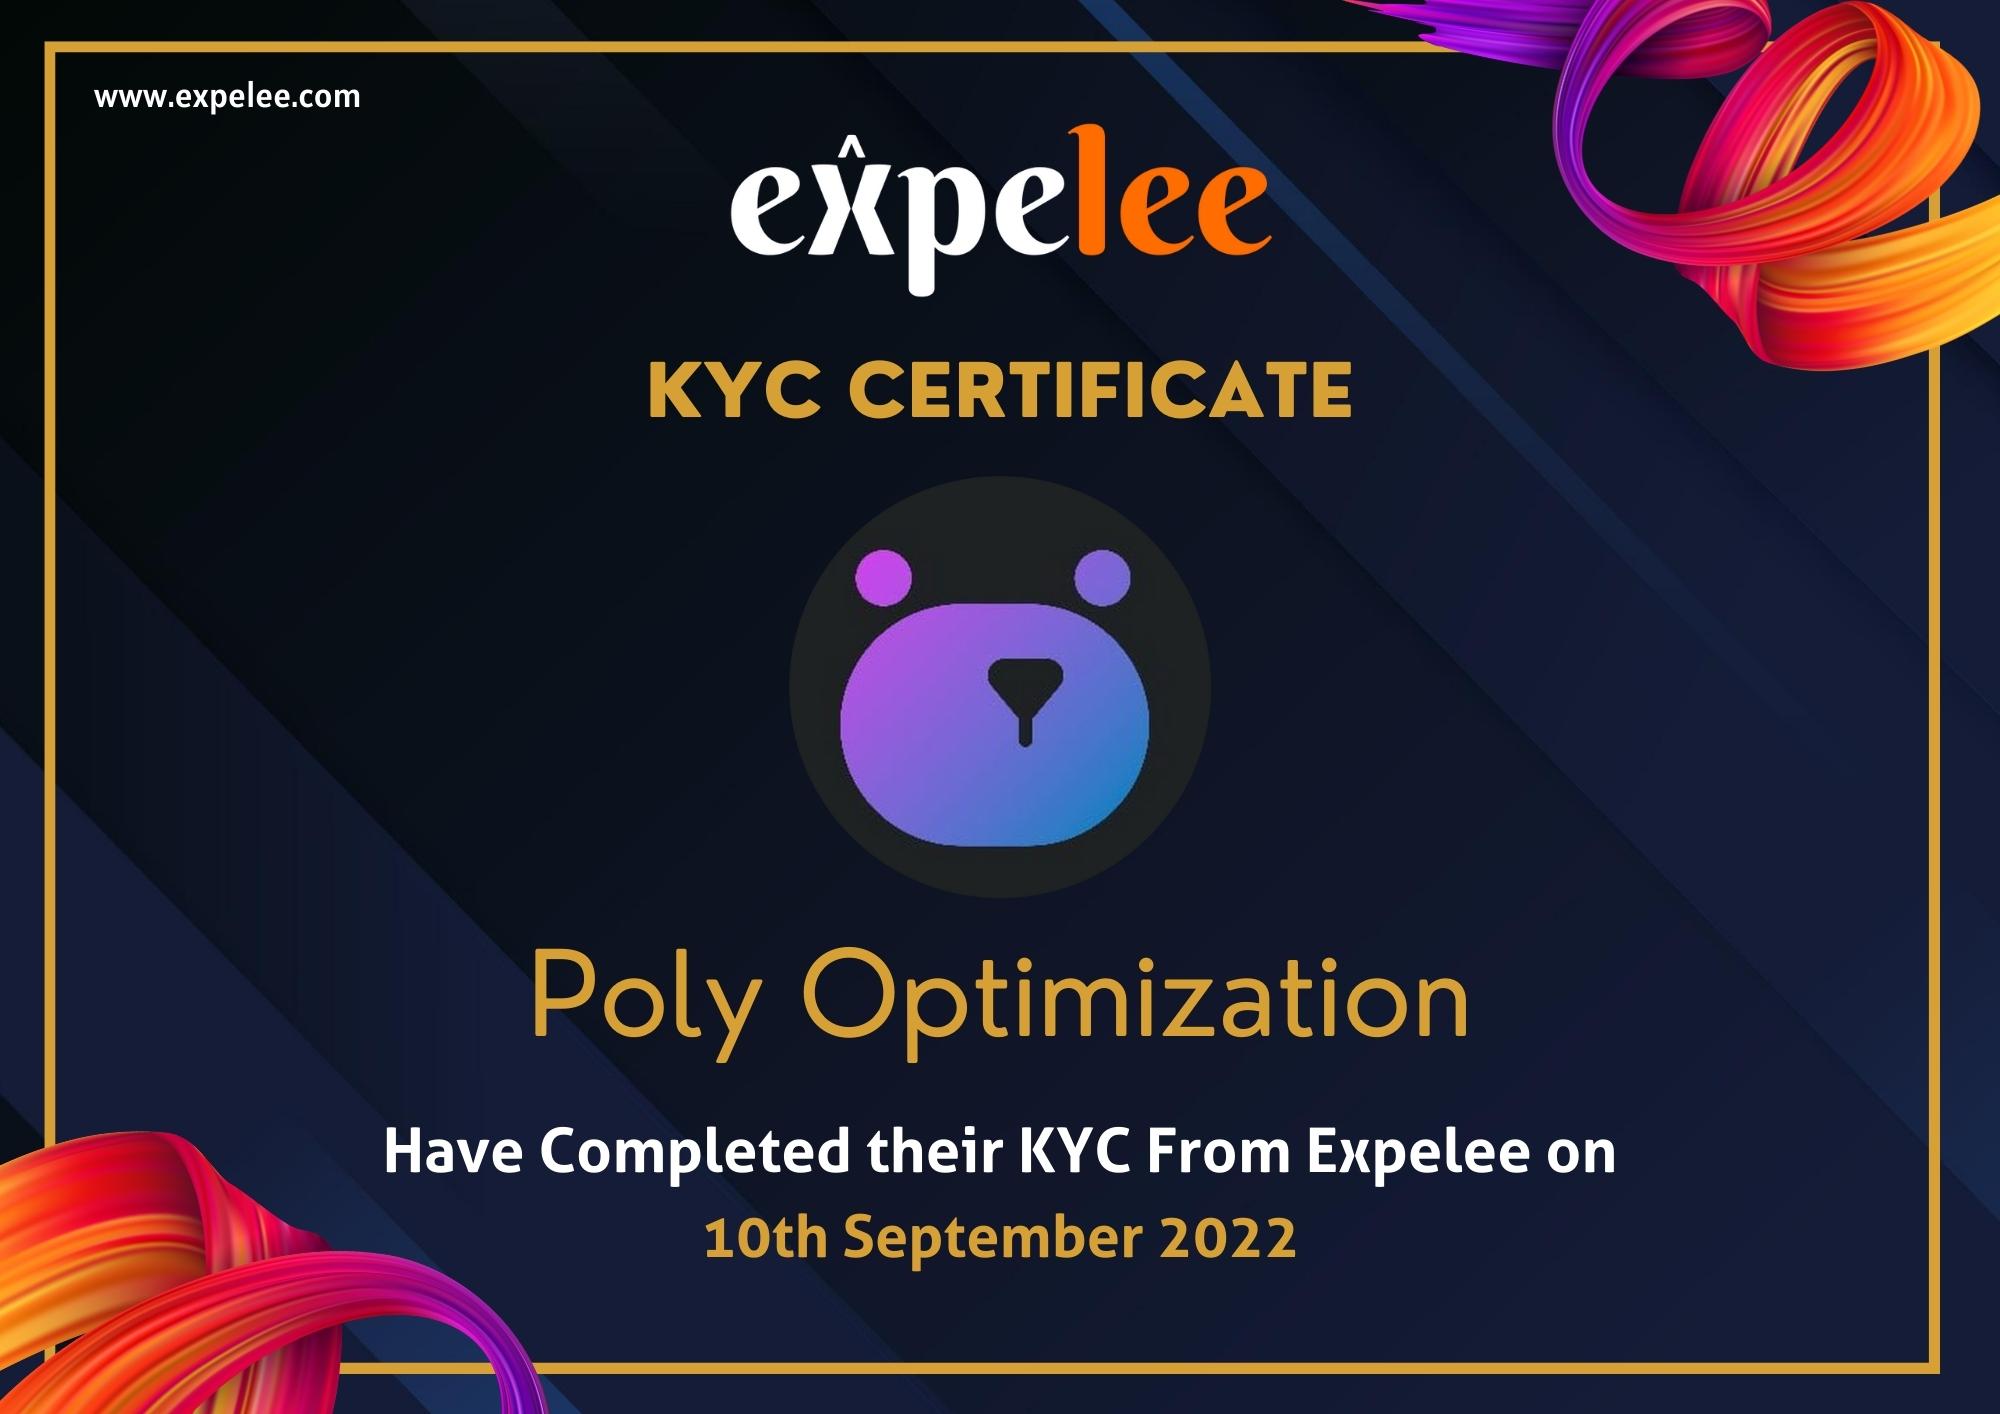 www.expelee.com
expelee
KYC CERTIFICATE
Poly Optimization
Have Completed their KYC From Expelee on
10th September 2022